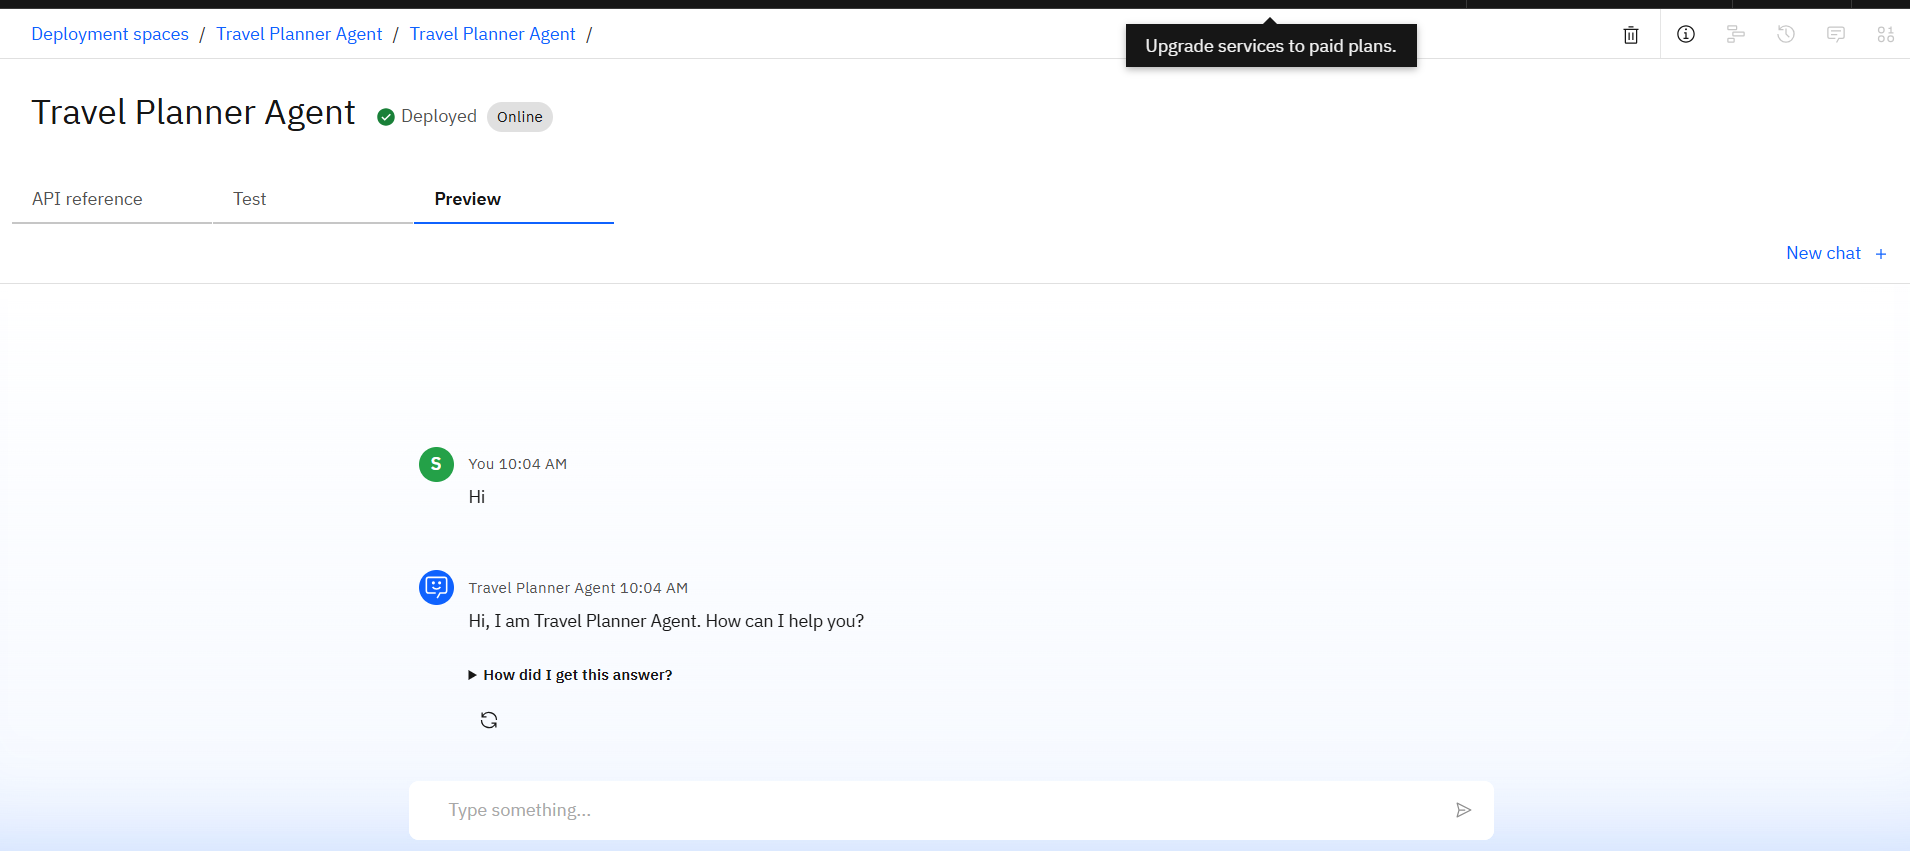 Deployment spaces / Travel Planner Agent / Travel Planner Agent /
Upgrade services to paid plans.
Travel Planner Agent Deployed Online
API reference Test Preview
New chat +
S You 10:04 AM
Hi
Travel Planner Agent 10:04 AM
Hi, I am Travel Planner Agent. How can I help you?
How did I get this answer?
Type something...